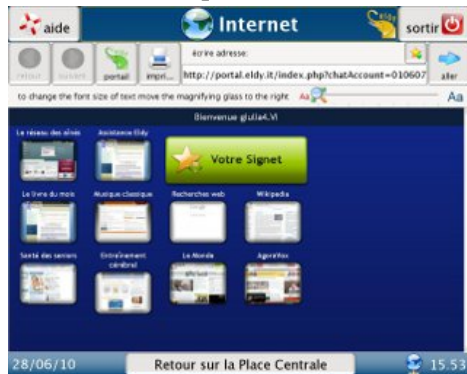 aide
Internet
sortir
écrire adresse:
retour
portail
impri...
http://portal.eldy.it/index.php?chatAccount=010607
aller
to change the font size of text move the magnifying glass to the right
Aa
Aa
Bienvenue giulia4.VI
Le réseau des aînés
Assistance Eldy
Votre Signet
Le livre du mois
Musique classique
Recherches web
Wikipedia
Santé des seniors
Entraînement cérébral
Le Monde
AgoraVox
28/06/10
Retour sur la Place Centrale
15.53